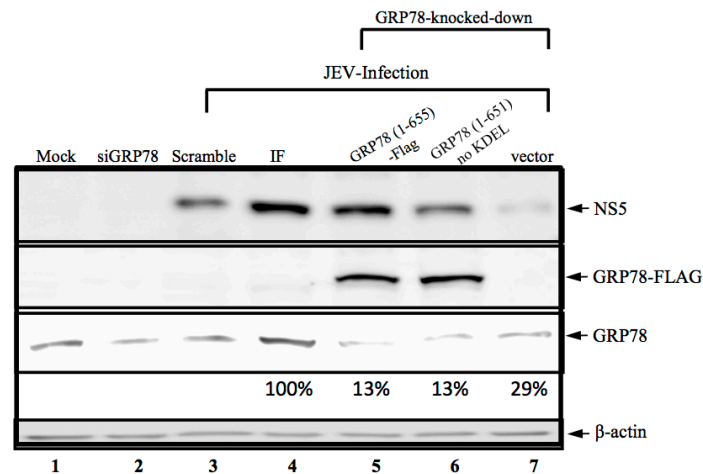 GRP78-knocked-down
JEV-Infection
Mock siGRP78 Scramble IF GRP78 (1-655) -Flag GRP78 (1-651) no KDEL vector
NS5
GRP78-FLAG
GRP78
100% 13% 13% 29%
β-actin
1 2 3 4 5 6 7